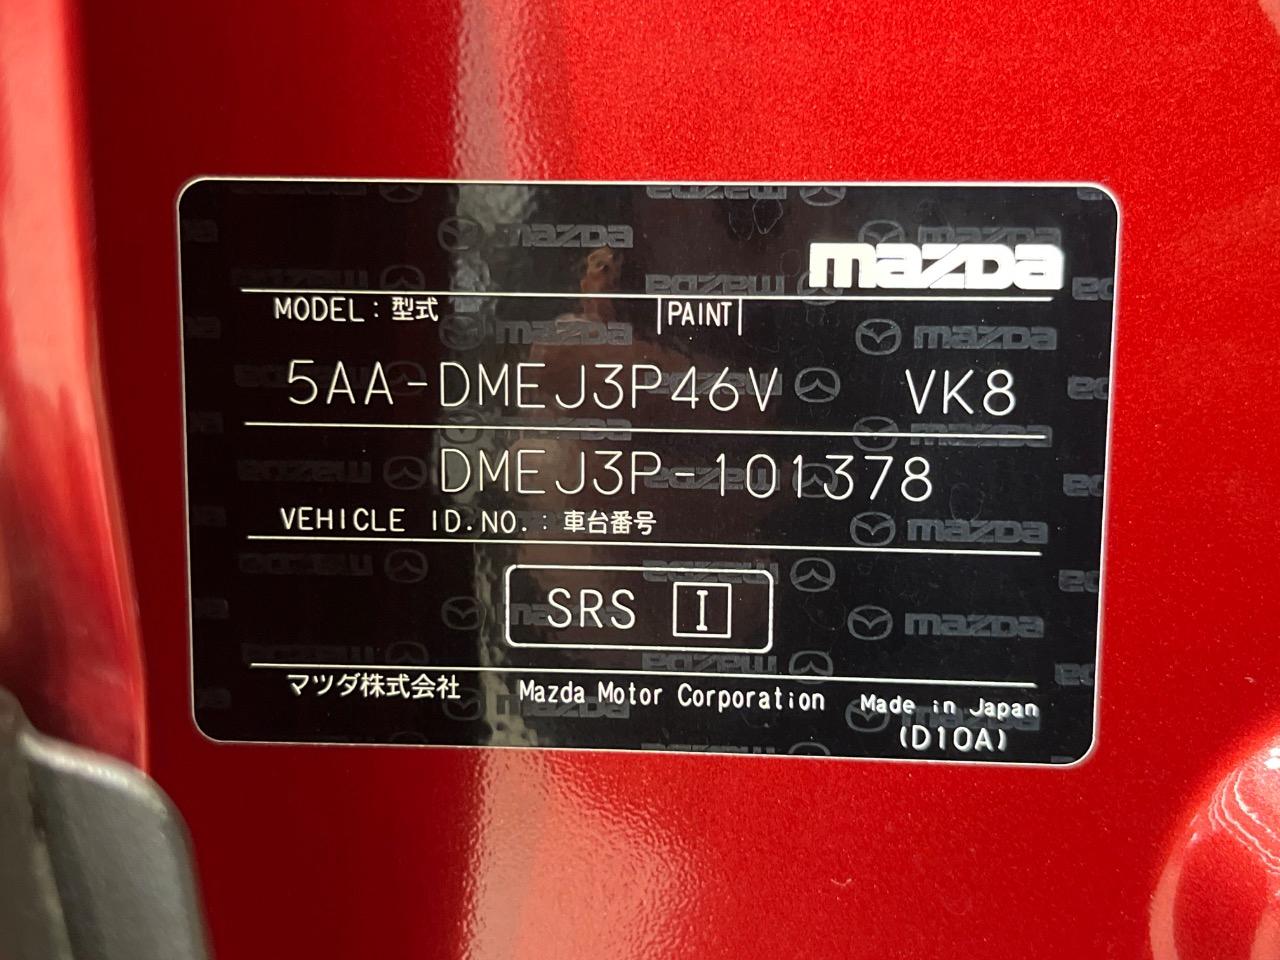 mazda
MODEL：型式 |PAINT|
5AA-DMEJ3P46V VK8
DMEJ3P-101378
VEHICLE ID.NO.：車台番号
SRS I
マツダ株式会社 Mazda Motor Corporation Made in Japan
(D10A)